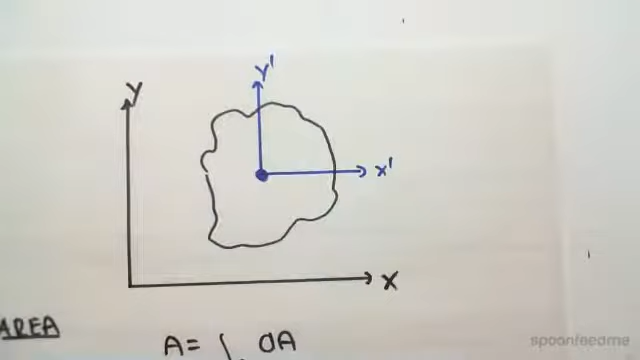 Y'
Y
x'
X
AREA
A = ∫ dA
spoonfeedme